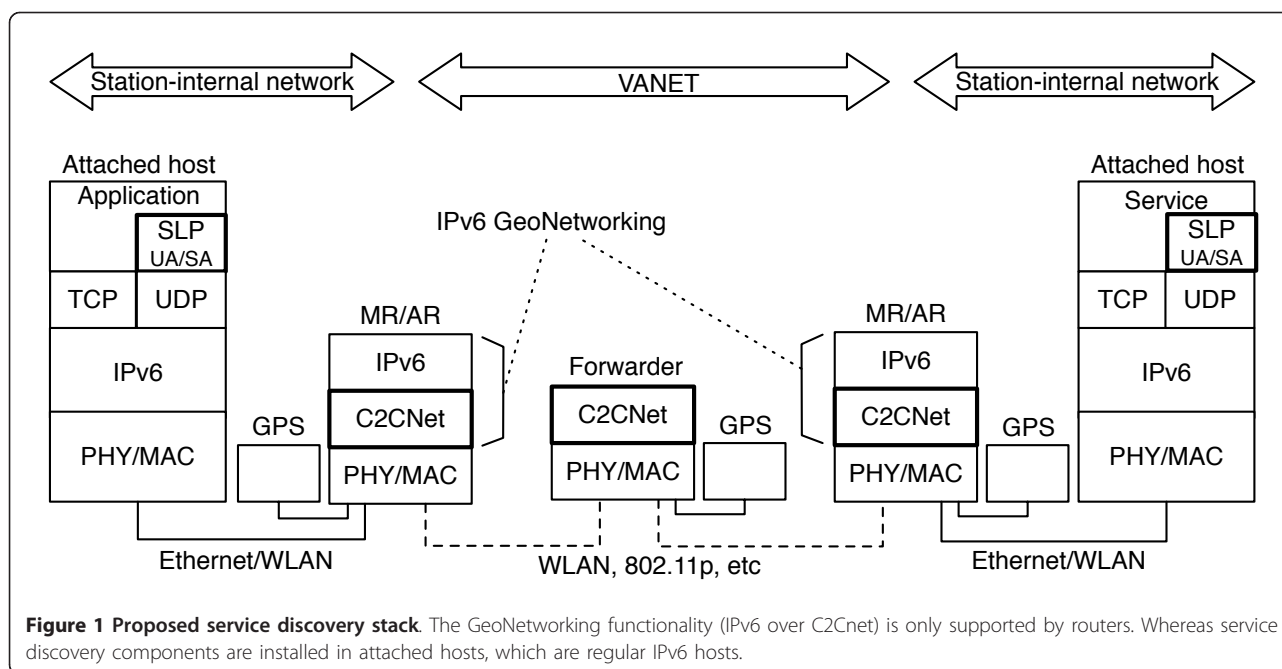 Station-internal network
VANET
Station-internal network
Attached host
Application
SLP
UA/SA
TCP
UDP
IPv6
PHY/MAC
GPS
MR/AR
IPv6
C2CNet
PHY/MAC
IPv6 GeoNetworking
Forwarder
C2CNet
PHY/MAC
GPS
MR/AR
IPv6
C2CNet
PHY/MAC
GPS
Attached host
Service
SLP
UA/SA
TCP
UDP
IPv6
PHY/MAC
Ethernet/WLAN
WLAN, 802.11p, etc
Ethernet/WLAN
Figure 1 Proposed service discovery stack. The GeoNetworking functionality (IPv6 over C2Cnet) is only supported by routers. Whereas service
discovery components are installed in attached hosts, which are regular IPv6 hosts.